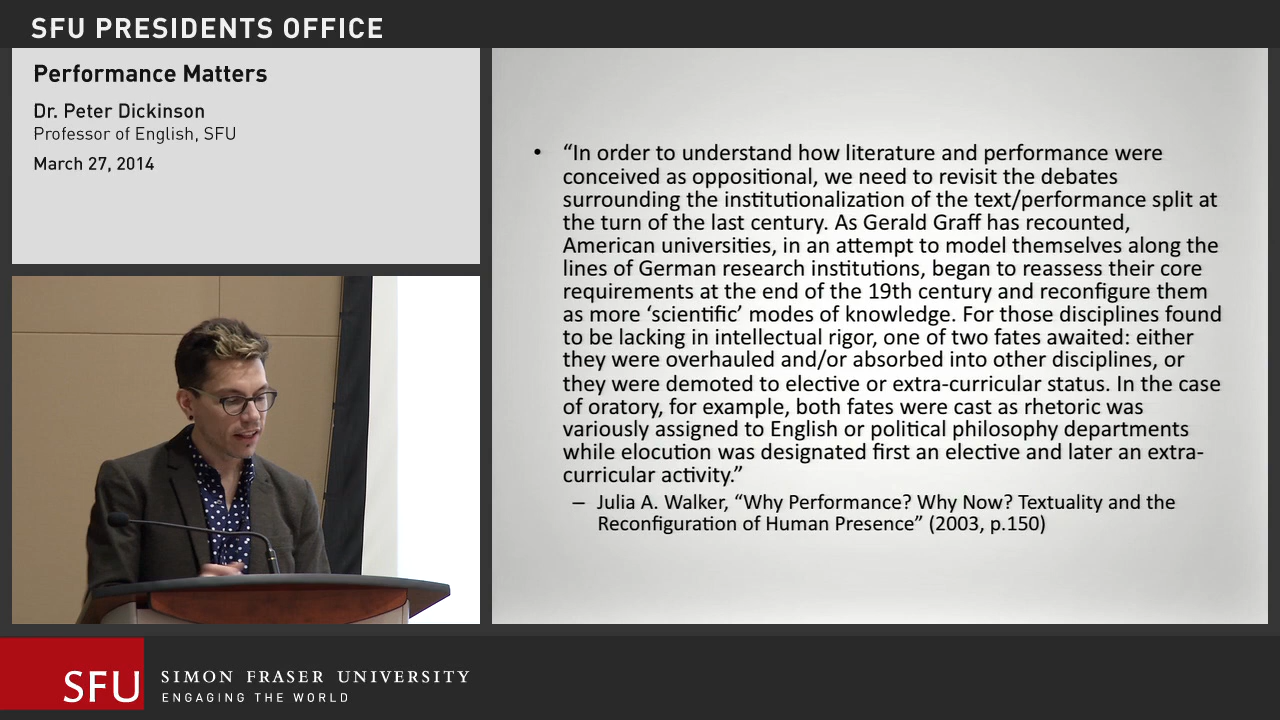 SFU PRESIDENTS OFFICE
Performance Matters
Dr. Peter Dickinson
Professor of English, SFU
March 27, 2014
• “In order to understand how literature and performance were
conceived as oppositional, we need to revisit the debates
surrounding the institutionalization of the text/performance split at
the turn of the last century. As Gerald Graff has recounted,
American universities, in an attempt to model themselves along the
lines of German research institutions, began to reassess their core
requirements at the end of the 19th century and reconfigure them
as more ‘scientific’ modes of knowledge. For those disciplines found
to be lacking in intellectual rigor, one of two fates awaited: either
they were overhauled and/or absorbed into other disciplines, or
they were demoted to elective or extra-curricular status. In the case
of oratory, for example, both fates were cast as rhetoric was
variously assigned to English or political philosophy departments
while elocution was designated first an elective and later an extra-
curricular activity.”
– Julia A. Walker, “Why Performance? Why Now? Textuality and the
Reconfiguration of Human Presence” (2003, p.150)
SFU
SIMON FRASER UNIVERSITY
ENGAGING THE WORLD